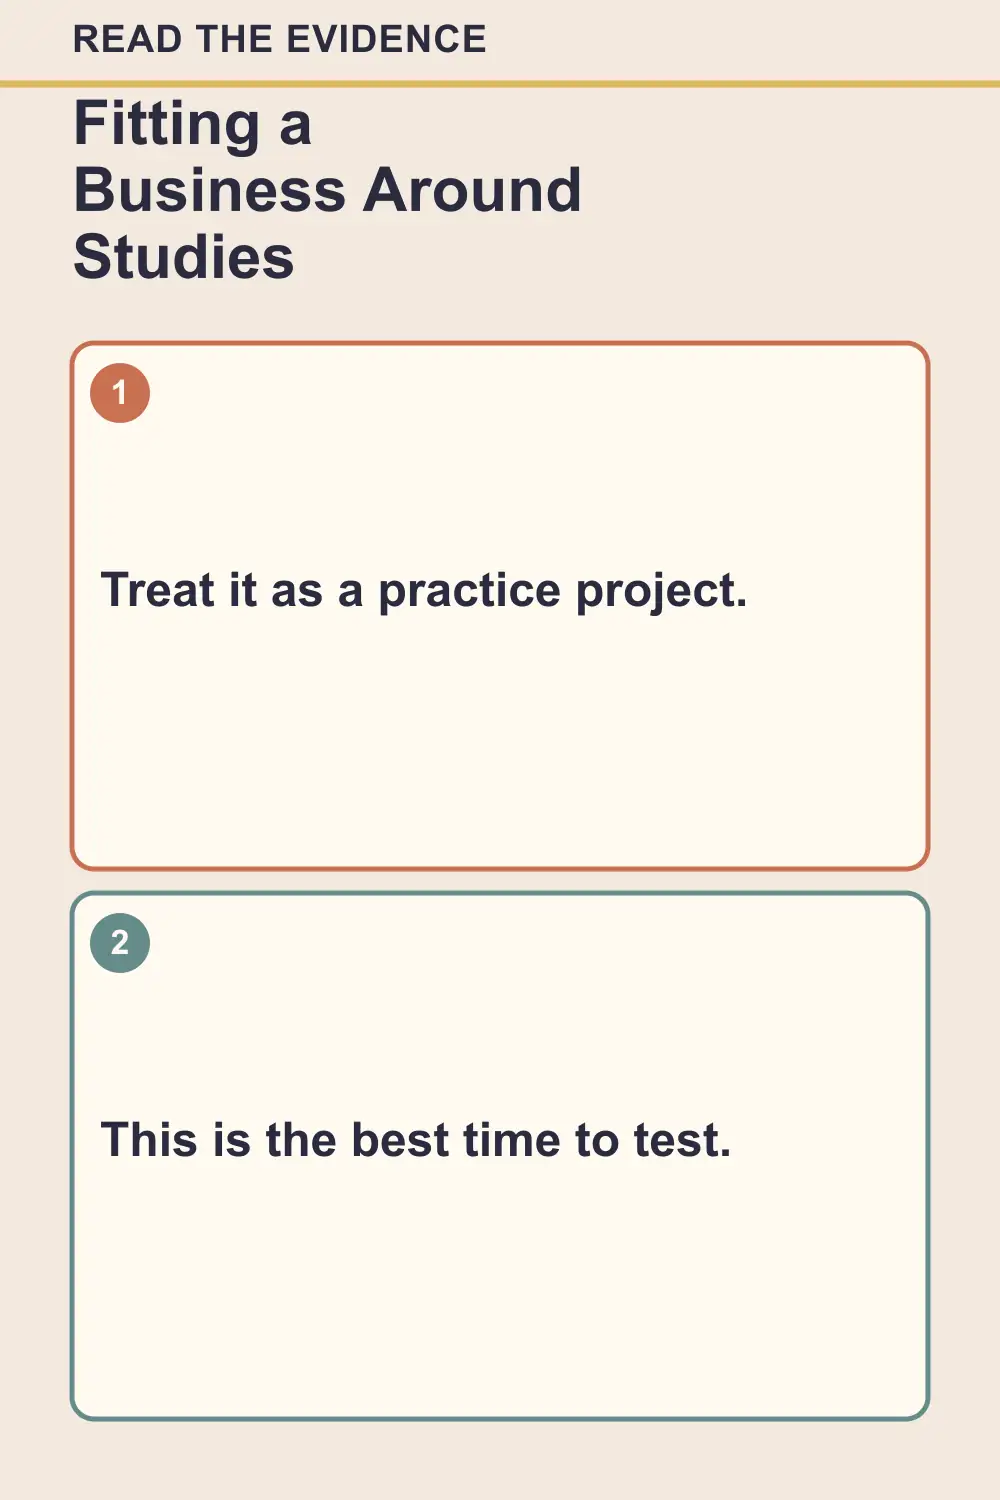 READ THE EVIDENCE
Fitting a
Business Around
Studies
1
Treat it as a practice project.
2
This is the best time to test.